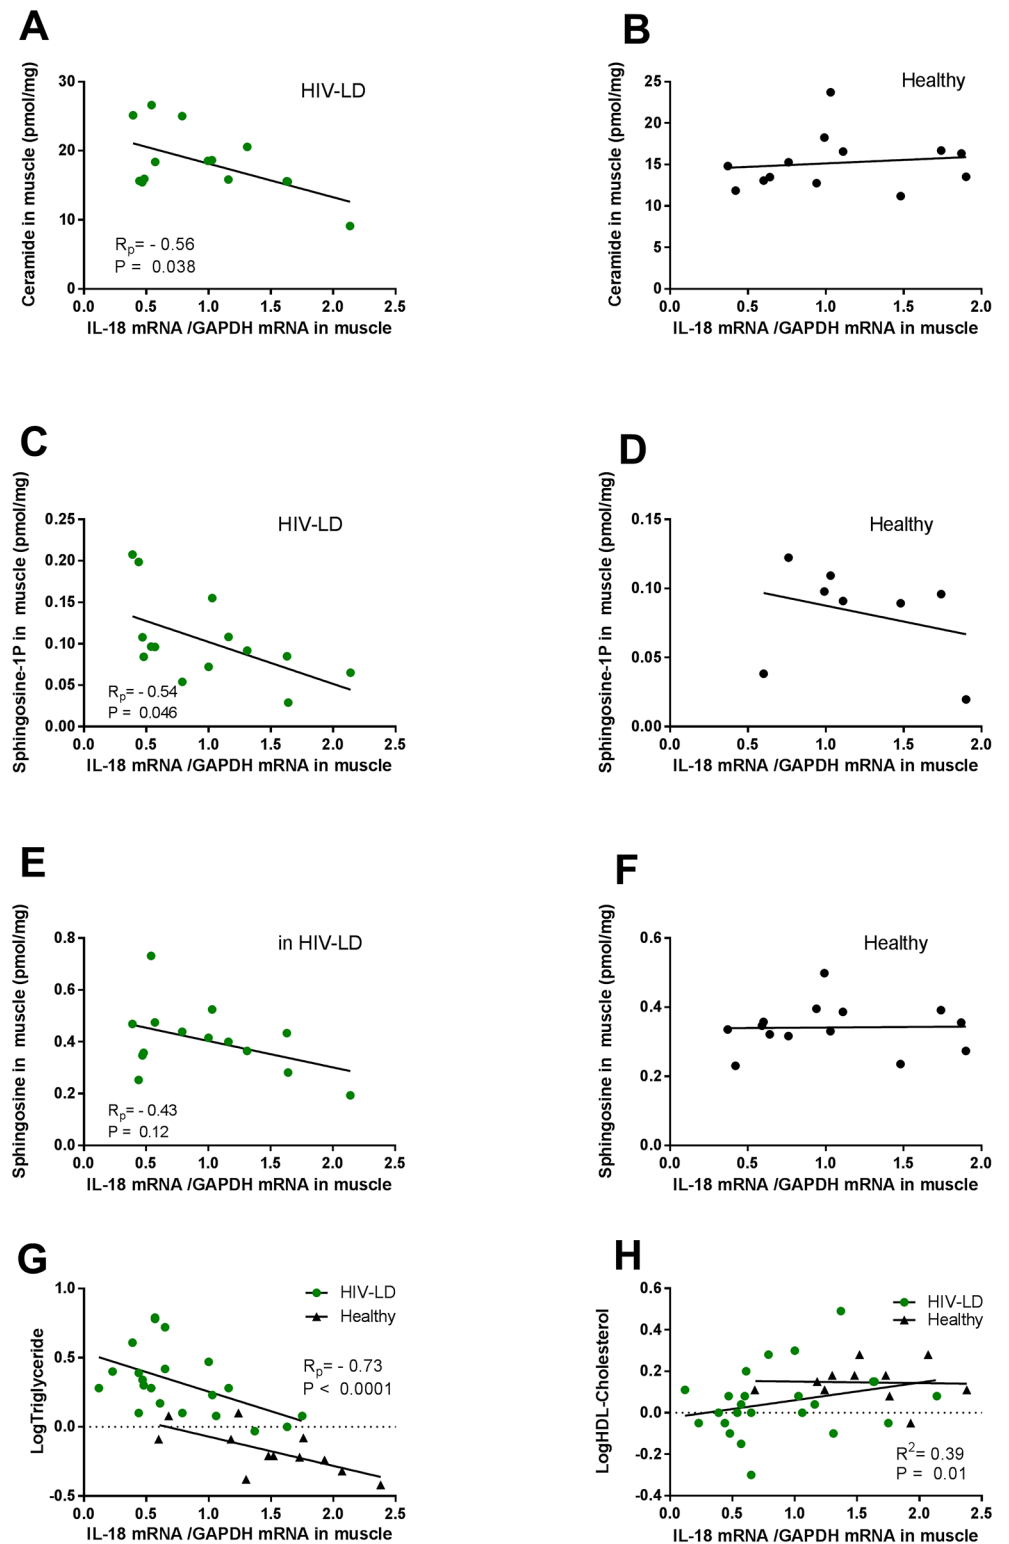 A
HIV-LD
Ceramide in muscle (pmol/mg)
30
20
10
0
Rp= - 0.56
P = 0.038
0.0 0.5 1.0 1.5 2.0 2.5
IL-18 mRNA /GAPDH mRNA in muscle
B
Healthy
Ceramide in muscle (pmol/mg)
25
20
15
10
5
0
0.0 0.5 1.0 1.5 2.0
IL-18 mRNA /GAPDH mRNA in muscle
C
HIV-LD
Sphingosine-1P in muscle (pmol/mg)
0.25
0.20
0.15
0.10
0.05
0.00
Rp= - 0.54
P = 0.046
0.0 0.5 1.0 1.5 2.0 2.5
IL-18 mRNA /GAPDH mRNA in muscle
D
Healthy
Sphingosine-1P in muscle (pmol/mg)
0.15
0.10
0.05
0.00
0.0 0.5 1.0 1.5 2.0
IL-18 mRNA /GAPDH mRNA in muscle
E
in HIV-LD
Sphingosine in muscle (pmol/mg)
0.8
0.6
0.4
0.2
0.0
Rp= - 0.43
P = 0.12
0.0 0.5 1.0 1.5 2.0 2.5
IL-18 mRNA /GAPDH mRNA in muscle
F
Healthy
Sphingosine in muscle (pmol/mg)
0.6
0.4
0.2
0.0
0.0 0.5 1.0 1.5 2.0
IL-18 mRNA /GAPDH mRNA in muscle
G
HIV-LD
Healthy
LogTriglyceride
1.0
0.5
0.0
-0.5
Rp= - 0.73
P < 0.0001
0.0 0.5 1.0 1.5 2.0 2.5
IL-18 mRNA /GAPDH mRNA in muscle
H
HIV-LD
Healthy
LogHDL-Cholesterol
0.6
0.4
0.2
0.0
-0.2
-0.4
R²= 0.39
P = 0.01
0.0 0.5 1.0 1.5 2.0 2.5
IL-18 mRNA /GAPDH mRNA in muscle